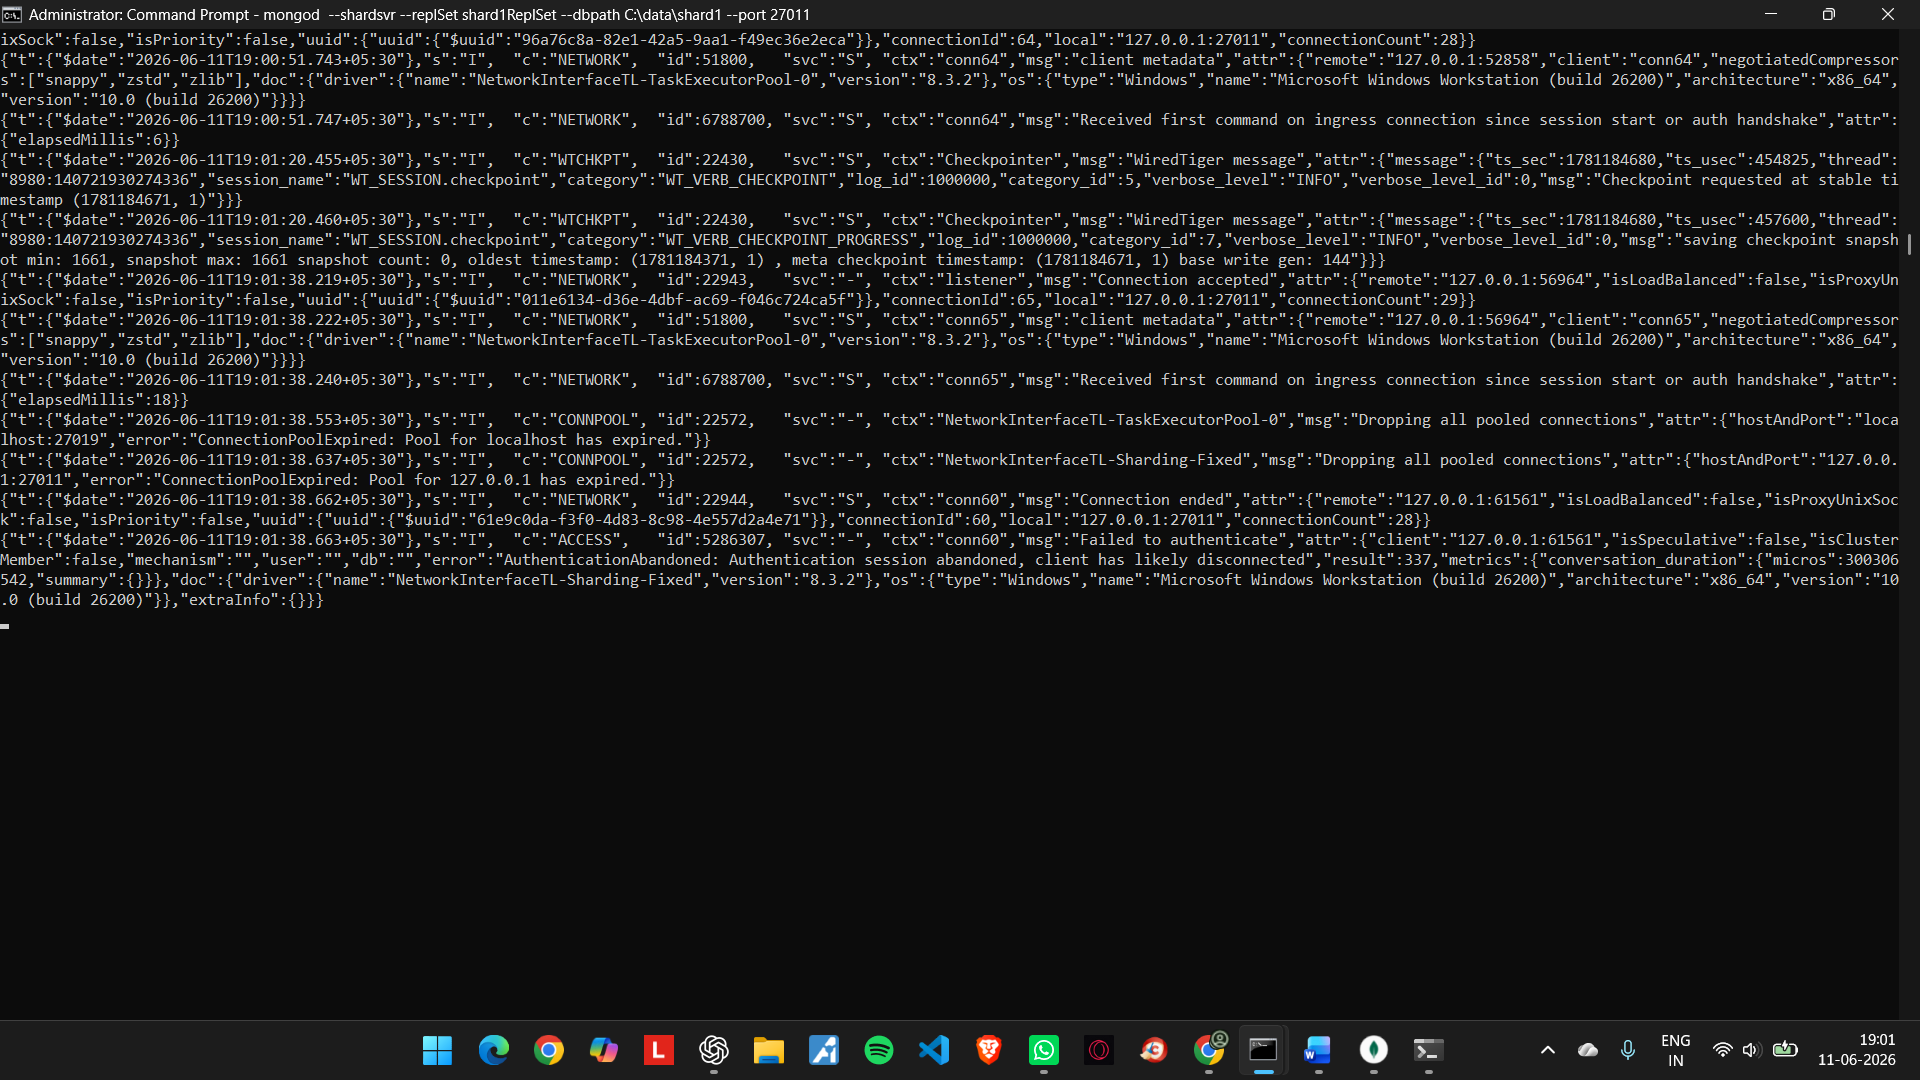 Administrator: Command Prompt - mongod  --shardsvr --replSet shard1ReplSet --dbpath C:\data\shard1 --port 27011
ixSock":false,"isPriority":false,"uuid":{"uuid":{"$uuid":"96a76c8a-82e1-42a5-9aa1-f49ec36e2eca"}},"connectionId":64,"local":"127.0.0.1:27011","connectionCount":28}}
{"t":{"$date":"2026-06-11T19:00:51.743+05:30"},"s":"I",  "c":"NETWORK",  "id":51800,   "svc":"S", "ctx":"conn64","msg":"client metadata","attr":{"remote":"127.0.0.1:52858","client":"conn64","negotiatedCompressor
s":["snappy","zstd","zlib"],"doc":{"driver":{"name":"NetworkInterfaceTL-TaskExecutorPool-0","version":"8.3.2"},"os":{"type":"Windows","name":"Microsoft Windows Workstation (build 26200)","architecture":"x86_64",
"version":"10.0 (build 26200)"}}}}
{"t":{"$date":"2026-06-11T19:00:51.747+05:30"},"s":"I",  "c":"NETWORK",  "id":6788700, "svc":"S", "ctx":"conn64","msg":"Received first command on ingress connection since session start or auth handshake","attr":
{"elapsedMillis":6}}
{"t":{"$date":"2026-06-11T19:01:20.455+05:30"},"s":"I",  "c":"WTCHKPT",  "id":22430,   "svc":"S", "ctx":"Checkpointer","msg":"WiredTiger message","attr":{"message":{"ts_sec":1781184680,"ts_usec":454825,"thread":
"8980:140721930274336","session_name":"WT_SESSION.checkpoint","category":"WT_VERB_CHECKPOINT","log_id":1000000,"category_id":5,"verbose_level":"INFO","verbose_level_id":0,"msg":"Checkpoint requested at stable ti
mestamp (1781184671, 1)"}}}
{"t":{"$date":"2026-06-11T19:01:20.460+05:30"},"s":"I",  "c":"WTCHKPT",  "id":22430,   "svc":"S", "ctx":"Checkpointer","msg":"WiredTiger message","attr":{"message":{"ts_sec":1781184680,"ts_usec":457600,"thread":
"8980:140721930274336","session_name":"WT_SESSION.checkpoint","category":"WT_VERB_CHECKPOINT_PROGRESS","log_id":1000000,"category_id":7,"verbose_level":"INFO","verbose_level_id":0,"msg":"saving checkpoint snapsh
ot min: 1661, snapshot max: 1661 snapshot count: 0, oldest timestamp: (1781184371, 1) , meta checkpoint timestamp: (1781184671, 1) base write gen: 144"}}}
{"t":{"$date":"2026-06-11T19:01:38.219+05:30"},"s":"I",  "c":"NETWORK",  "id":22943,   "svc":"-", "ctx":"listener","msg":"Connection accepted","attr":{"remote":"127.0.0.1:56964","isLoadBalanced":false,"isProxyUn
ixSock":false,"isPriority":false,"uuid":{"uuid":{"$uuid":"011e6134-d36e-4dbf-ac69-f046c724ca5f"}},"connectionId":65,"local":"127.0.0.1:27011","connectionCount":29}}
{"t":{"$date":"2026-06-11T19:01:38.222+05:30"},"s":"I",  "c":"NETWORK",  "id":51800,   "svc":"S", "ctx":"conn65","msg":"client metadata","attr":{"remote":"127.0.0.1:56964","client":"conn65","negotiatedCompressor
s":["snappy","zstd","zlib"],"doc":{"driver":{"name":"NetworkInterfaceTL-TaskExecutorPool-0","version":"8.3.2"},"os":{"type":"Windows","name":"Microsoft Windows Workstation (build 26200)","architecture":"x86_64",
"version":"10.0 (build 26200)"}}}}
{"t":{"$date":"2026-06-11T19:01:38.240+05:30"},"s":"I",  "c":"NETWORK",  "id":6788700, "svc":"S", "ctx":"conn65","msg":"Received first command on ingress connection since session start or auth handshake","attr":
{"elapsedMillis":18}}
{"t":{"$date":"2026-06-11T19:01:38.553+05:30"},"s":"I",  "c":"CONNPOOL", "id":22572,   "svc":"-", "ctx":"NetworkInterfaceTL-TaskExecutorPool-0","msg":"Dropping all pooled connections","attr":{"hostAndPort":"loca
lhost:27019","error":"ConnectionPoolExpired: Pool for localhost has expired."}}
{"t":{"$date":"2026-06-11T19:01:38.637+05:30"},"s":"I",  "c":"CONNPOOL", "id":22572,   "svc":"-", "ctx":"NetworkInterfaceTL-Sharding-Fixed","msg":"Dropping all pooled connections","attr":{"hostAndPort":"127.0.0.
1:27011","error":"ConnectionPoolExpired: Pool for 127.0.0.1 has expired."}}
{"t":{"$date":"2026-06-11T19:01:38.662+05:30"},"s":"I",  "c":"NETWORK",  "id":22944,   "svc":"S", "ctx":"conn60","msg":"Connection ended","attr":{"remote":"127.0.0.1:61561","isLoadBalanced":false,"isProxyUnixSoc
k":false,"isPriority":false,"uuid":{"uuid":{"$uuid":"61e9c0da-f3f0-4d83-8c98-4e557d2a4e71"}},"connectionId":60,"local":"127.0.0.1:27011","connectionCount":28}}
{"t":{"$date":"2026-06-11T19:01:38.663+05:30"},"s":"I",  "c":"ACCESS",   "id":5286307, "svc":"-", "ctx":"conn60","msg":"Failed to authenticate","attr":{"client":"127.0.0.1:61561","isSpeculative":false,"isCluster
Member":false,"mechanism":"","user":"","db":"","error":"AuthenticationAbandoned: Authentication session abandoned, client has likely disconnected","result":337,"metrics":{"conversation_duration":{"micros":300306
542,"summary":{}}},"doc":{"driver":{"name":"NetworkInterfaceTL-Sharding-Fixed","version":"8.3.2"},"os":{"type":"Windows","name":"Microsoft Windows Workstation (build 26200)","architecture":"x86_64","version":"10
.0 (build 26200)"}},"extraInfo":{}}}
ENG
IN
19:01
11-06-2026